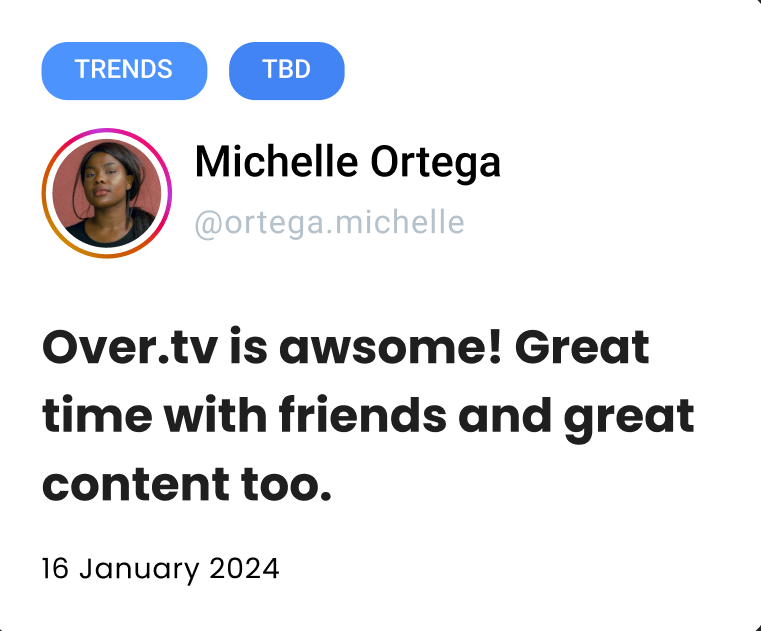 TRENDS TBD
Michelle Ortega
@ortega.michelle
Over.tv is awsome! Great
time with friends and great
content too.
16 January 2024